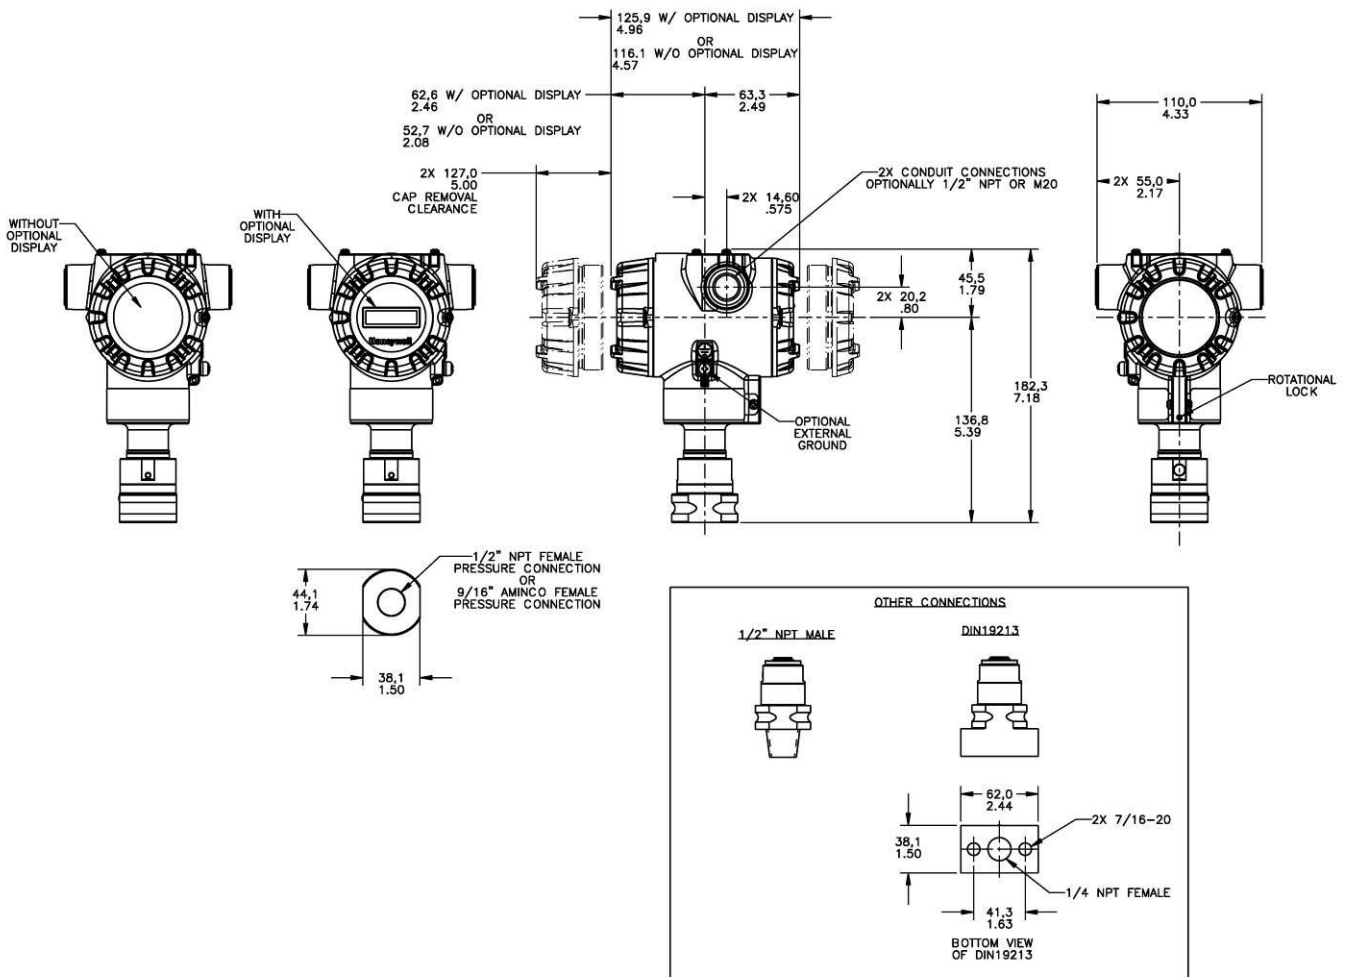 125,9 W/ OPTIONAL DISPLAY
4.96
OR
116.1 W/O OPTIONAL DISPLAY
4.57
62,6 W/ OPTIONAL DISPLAY
2.46
OR
52,7 W/O OPTIONAL DISPLAY
2.08
63,3
2.49
110,0
4.33
2X 127,0
5.00
CAP REMOVAL
CLEARANCE
2X 14,60
.575
2X CONDUIT CONNECTIONS
OPTIONALLY 1/2" NPT OR M20
2X 55,0
2.17
WITHOUT
OPTIONAL
DISPLAY
WITH
OPTIONAL
DISPLAY
Honeywell
2X 20,2
.80
45,5
1.79
182,3
7.18
136,8
5.39
OPTIONAL
EXTERNAL
GROUND
ROTATIONAL
LOCK
44,1
1.74
38,1
1.50
1/2" NPT FEMALE
PRESSURE CONNECTION
OR
9/16" AMINCO FEMALE
PRESSURE CONNECTION
OTHER CONNECTIONS
1/2" NPT MALE
DIN19213
62,0
2.44
38,1
1.50
2X 7/16-20
1/4 NPT FEMALE
41,3
1.63
BOTTOM VIEW
OF DIN19213